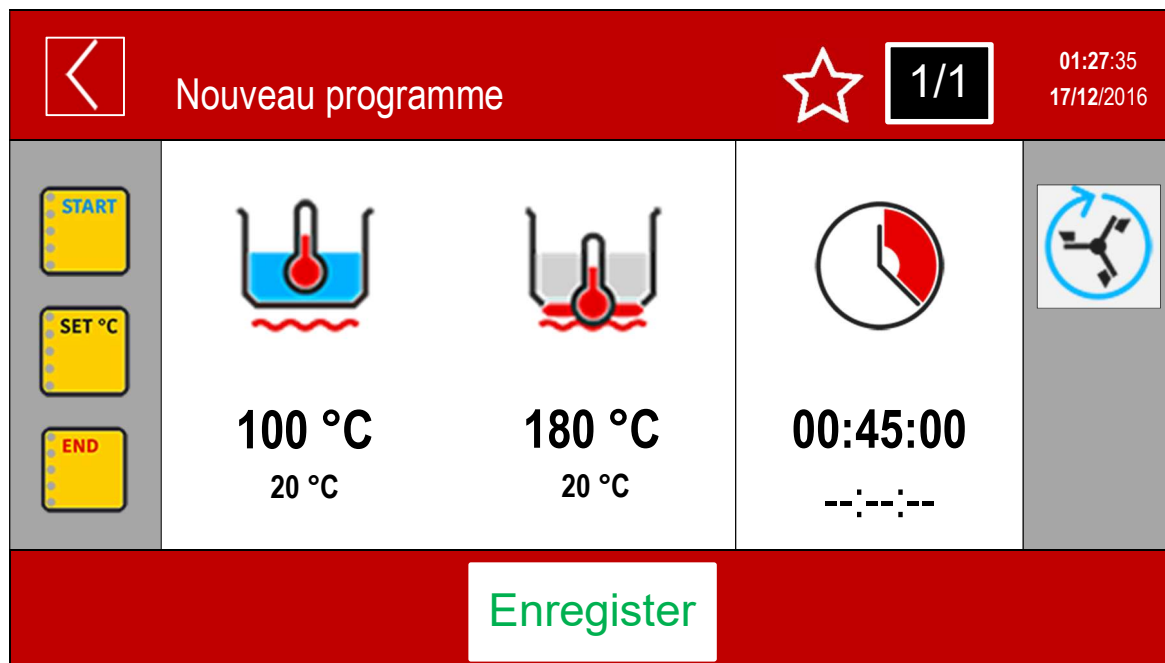 Nouveau programme
1/1
01:27:35
17/12/2016
START
SET °C
END
100 °C
20 °C
180 °C
20 °C
00:45:00
--:--:--
Enregister